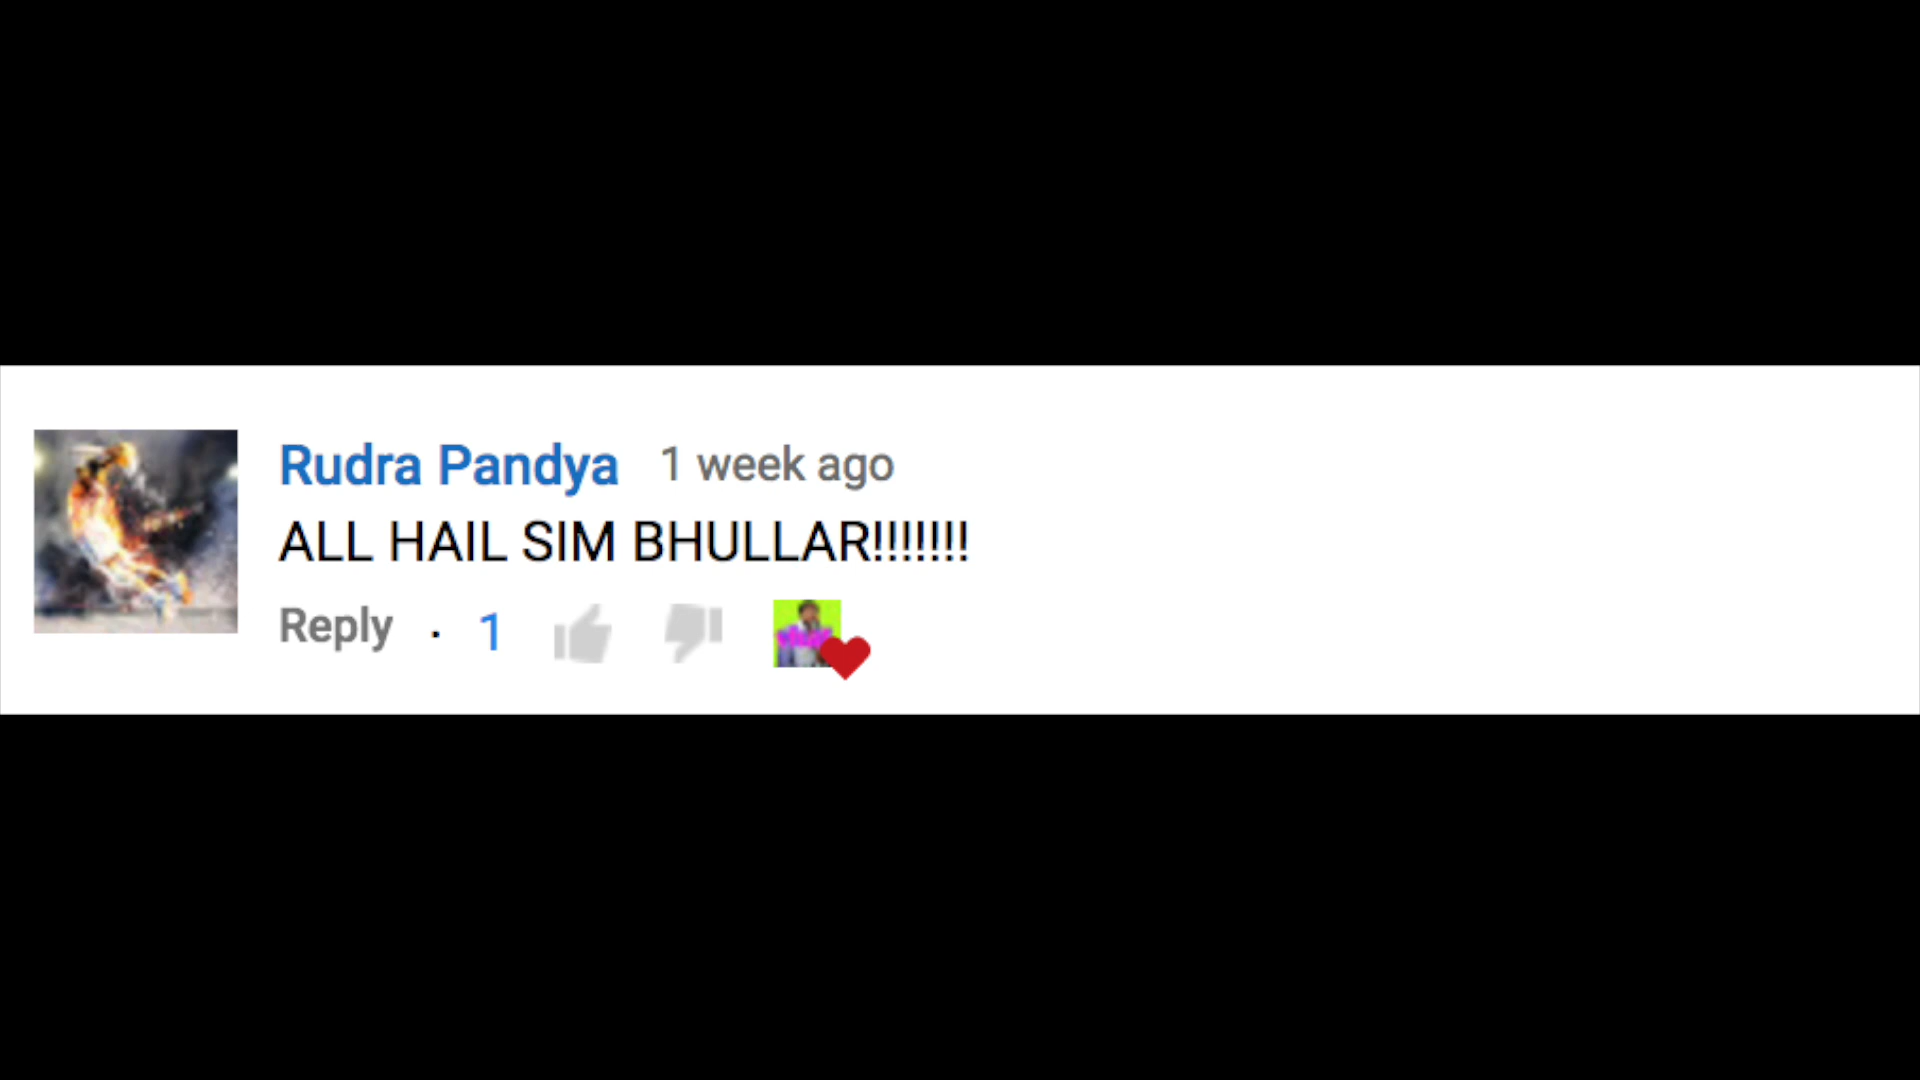 Rudra Pandya 1 week ago
ALL HAIL SIM BHULLAR!!!!!!!
Reply · 1